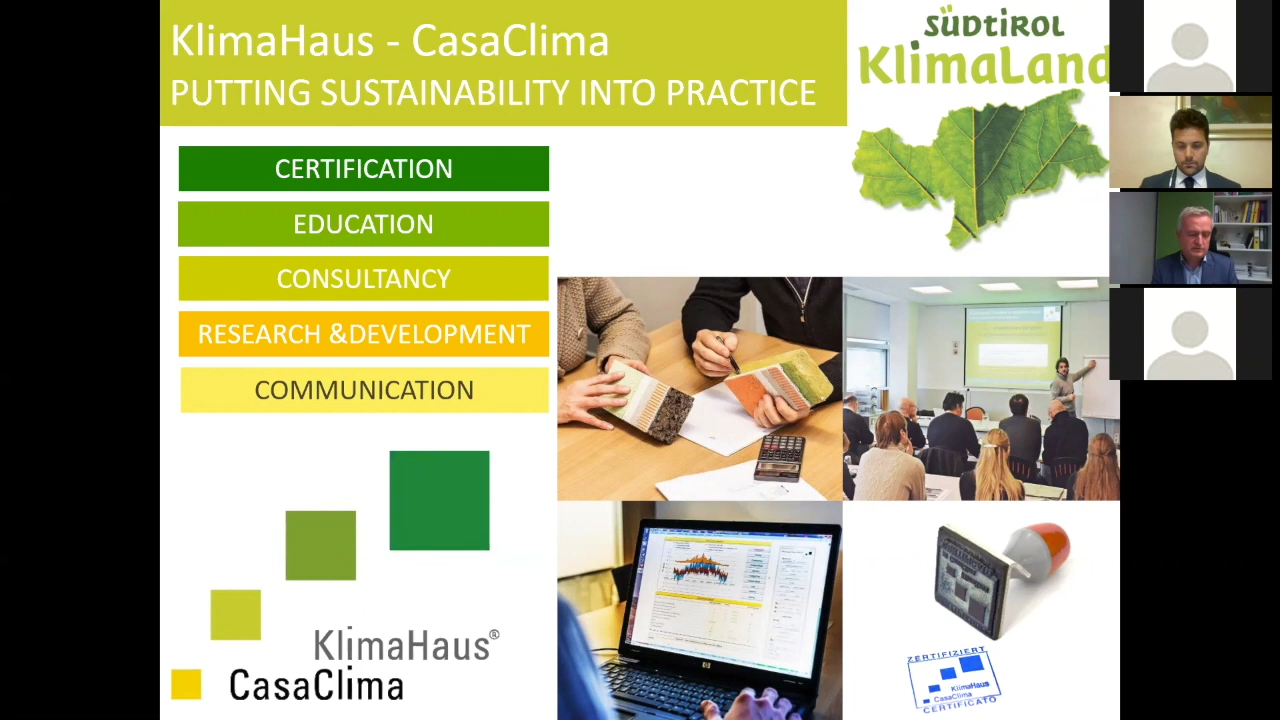 KlimaHaus - CasaClima
PUTTING SUSTAINABILITY INTO PRACTICE
SÜDTIROL
KlimaLand
CERTIFICATION
EDUCATION
CONSULTANCY
RESEARCH &DEVELOPMENT
COMMUNICATION
KlimaHaus®
CasaClima
ZERTIFIZIERT
KlimaHaus
CasaClima
CERTIFICATO